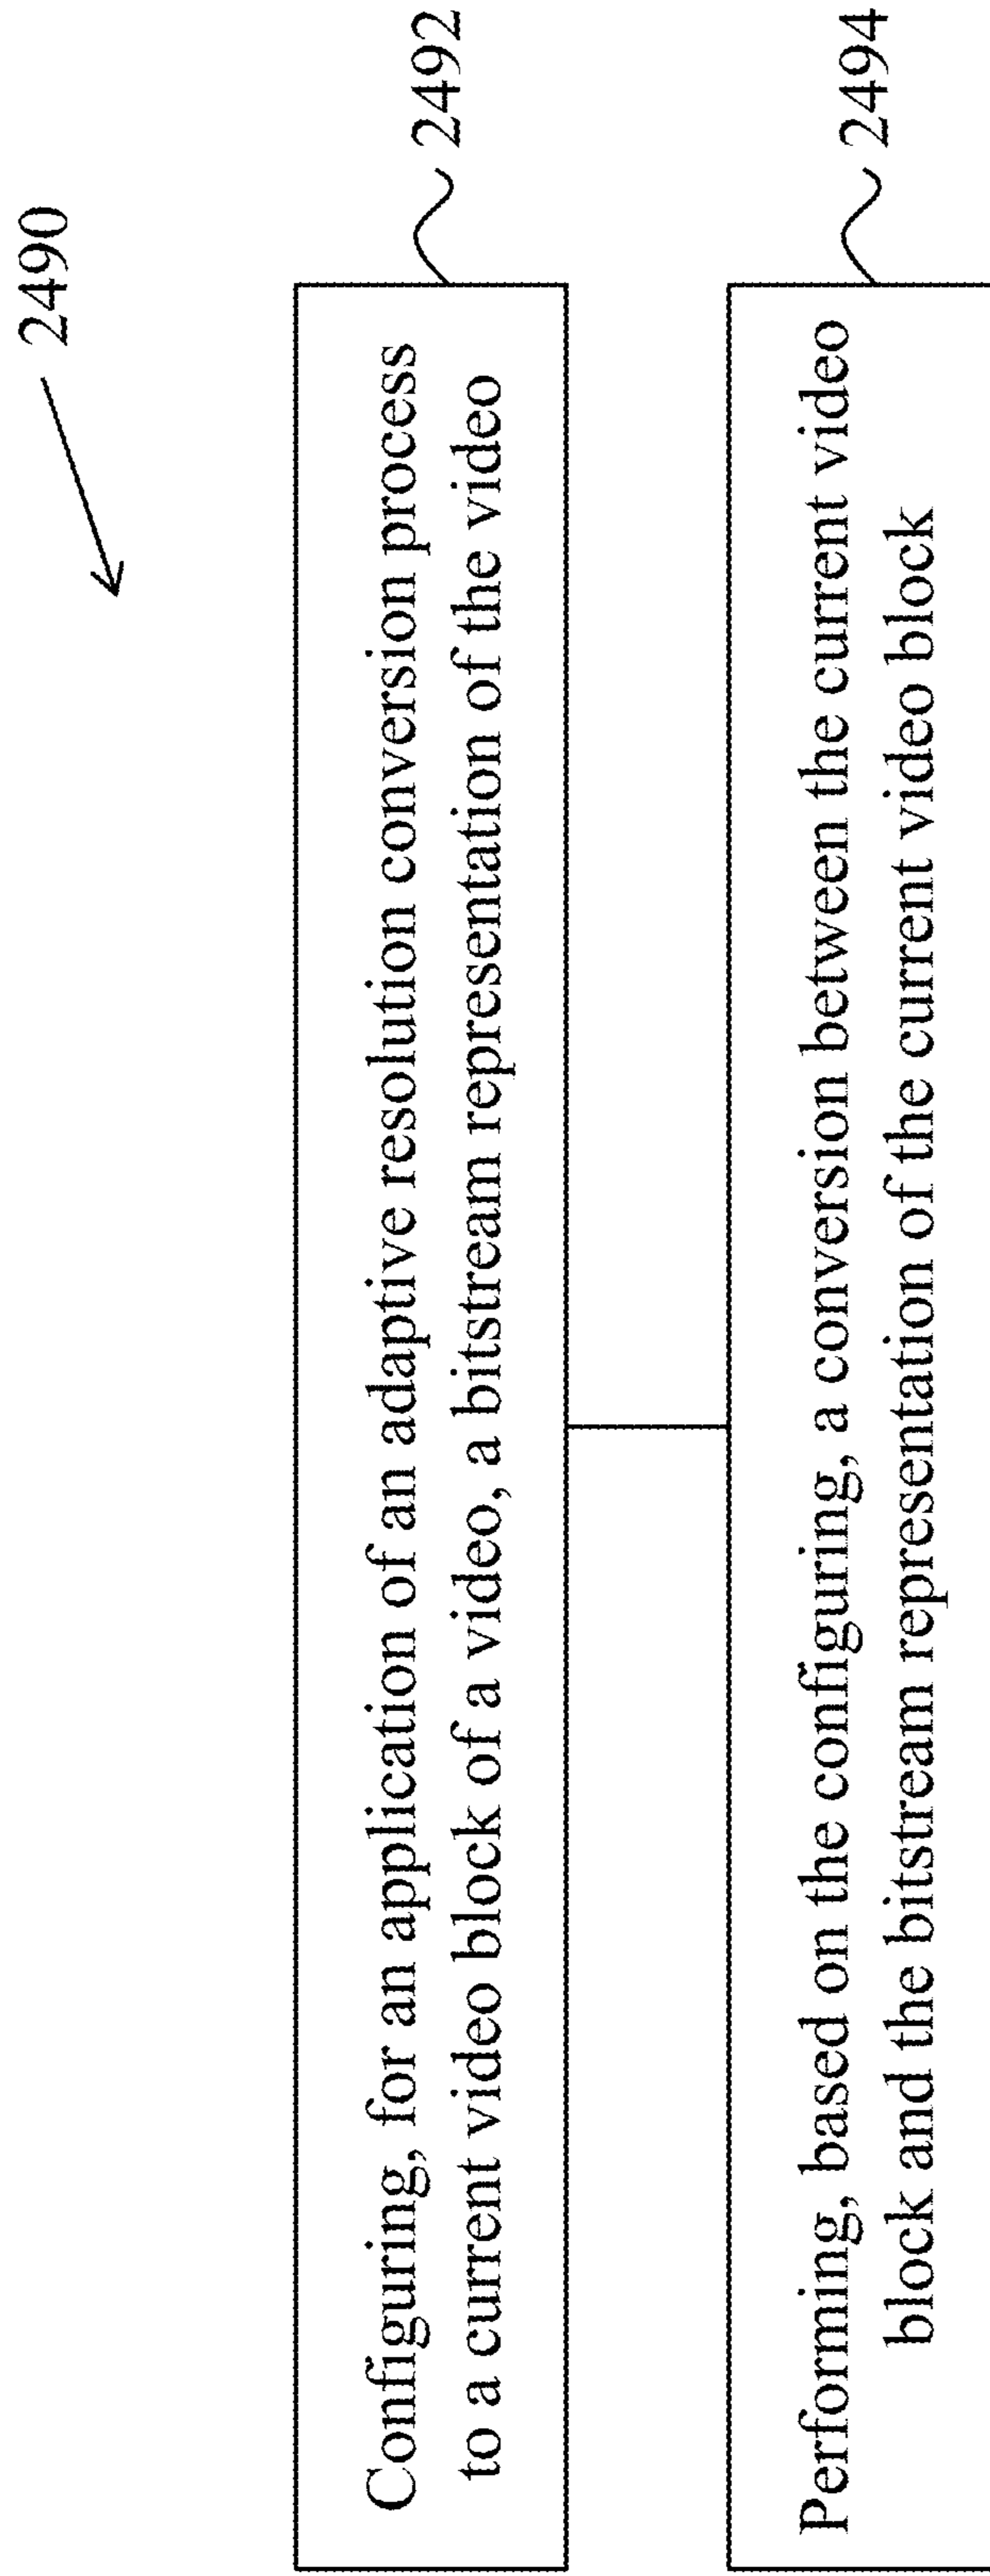 2490
Configuring, for an application of an adaptive resolution conversion process
to a current video block of a video, a bitstream representation of the video
2492
Performing, based on the configuring, a conversion between the current video
block and the bitstream representation of the current video block
2494